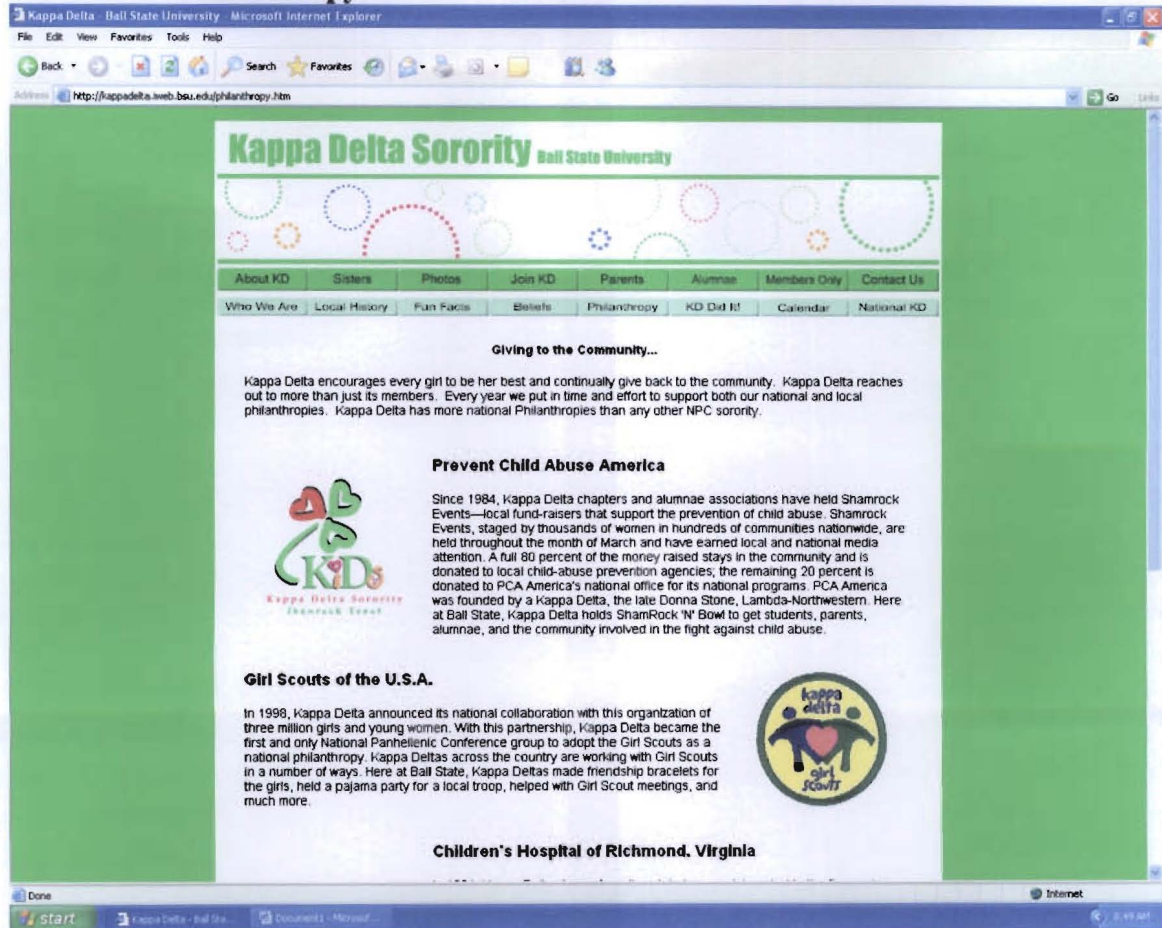 Kappa Delta - Ball State University - Microsoft Internet Explorer
File Edit View Favorites Tools Help
Back Search Favorites
Address http://kappadelta.iweb.bsu.edu/philanthropy.htm Go Links
Kappa Delta Sorority Ball State University
About KD Sisters Photos Join KD Parents Alumnae Members Only Contact Us
Who We Are Local History Fun Facts Beliefs Philanthropy KD Did It! Calendar National KD
Giving to the Community...
Kappa Delta encourages every girl to be her best and continually give back to the community. Kappa Delta reaches
out to more than just its members. Every year we put in time and effort to support both our national and local
philanthropies. Kappa Delta has more national Philanthropies than any other NPC sorority.
Prevent Child Abuse America
Since 1984, Kappa Delta chapters and alumnae associations have held Shamrock
Events—local fund-raisers that support the prevention of child abuse. Shamrock
Events, staged by thousands of women in hundreds of communities nationwide, are
held throughout the month of March and have earned local and national media
attention. A full 80 percent of the money raised stays in the community and is
donated to local child-abuse prevention agencies; the remaining 20 percent is
donated to PCA America's national office for its national programs. PCA America
was founded by a Kappa Delta, the late Donna Stone, Lambda-Northwestern. Here
at Ball State, Kappa Delta holds ShamRock 'N' Bowl to get students, parents,
alumnae, and the community involved in the fight against child abuse.
KiDs
Kappa Delta Sorority
Shamrock Event
Girl Scouts of the U.S.A.
In 1998, Kappa Delta announced its national collaboration with this organization of
three million girls and young women. With this partnership, Kappa Delta became the
first and only National Panhellenic Conference group to adopt the Girl Scouts as a
national philanthropy. Kappa Deltas across the country are working with Girl Scouts
in a number of ways. Here at Ball State, Kappa Deltas made friendship bracelets for
the girls, held a pajama party for a local troop, helped with Girl Scout meetings, and
much more.
kappa
delta
girl
scouts
Children's Hospital of Richmond, Virginia
Done Internet
start Kappa Delta - Ball Sta... Document1 - Microsof... 8:49 AM